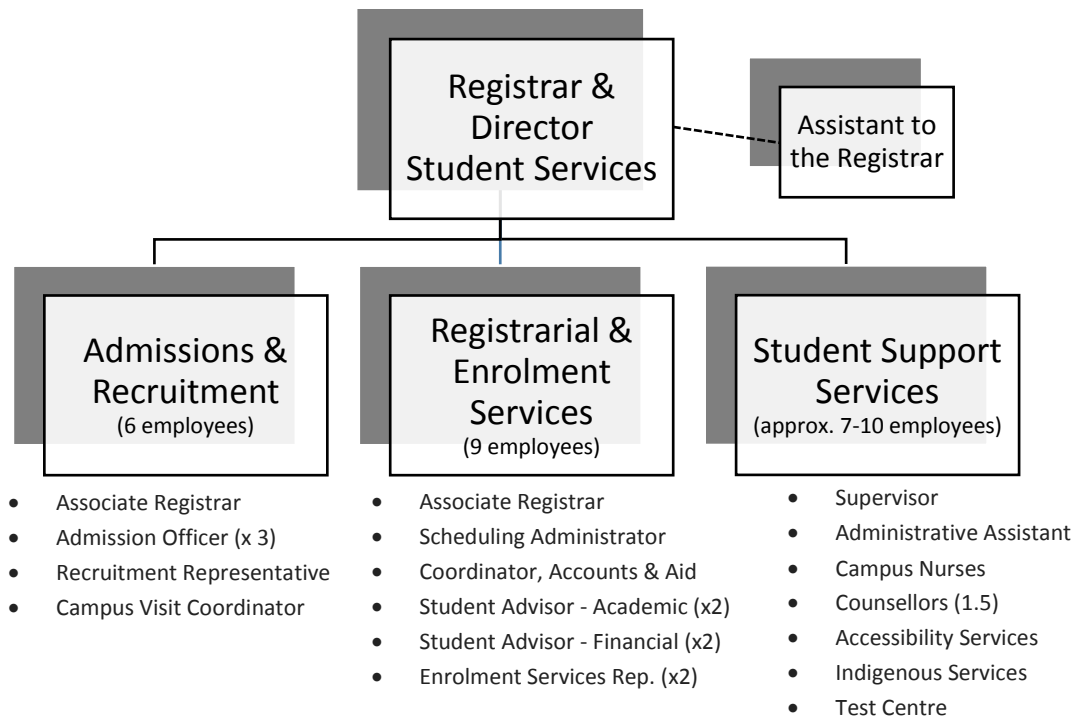 Registrar &
Director
Student Services
Assistant to
the Registrar
Admissions &
Recruitment
(6 employees)
Registrarial &
Enrolment
Services
(9 employees)
Student Support
Services
(approx. 7-10 employees)
• Associate Registrar
• Admission Officer (x 3)
• Recruitment Representative
• Campus Visit Coordinator
• Associate Registrar
• Scheduling Administrator
• Coordinator, Accounts & Aid
• Student Advisor - Academic (x2)
• Student Advisor - Financial (x2)
• Enrolment Services Rep. (x2)
• Supervisor
• Administrative Assistant
• Campus Nurses
• Counsellors (1.5)
• Accessibility Services
• Indigenous Services
• Test Centre